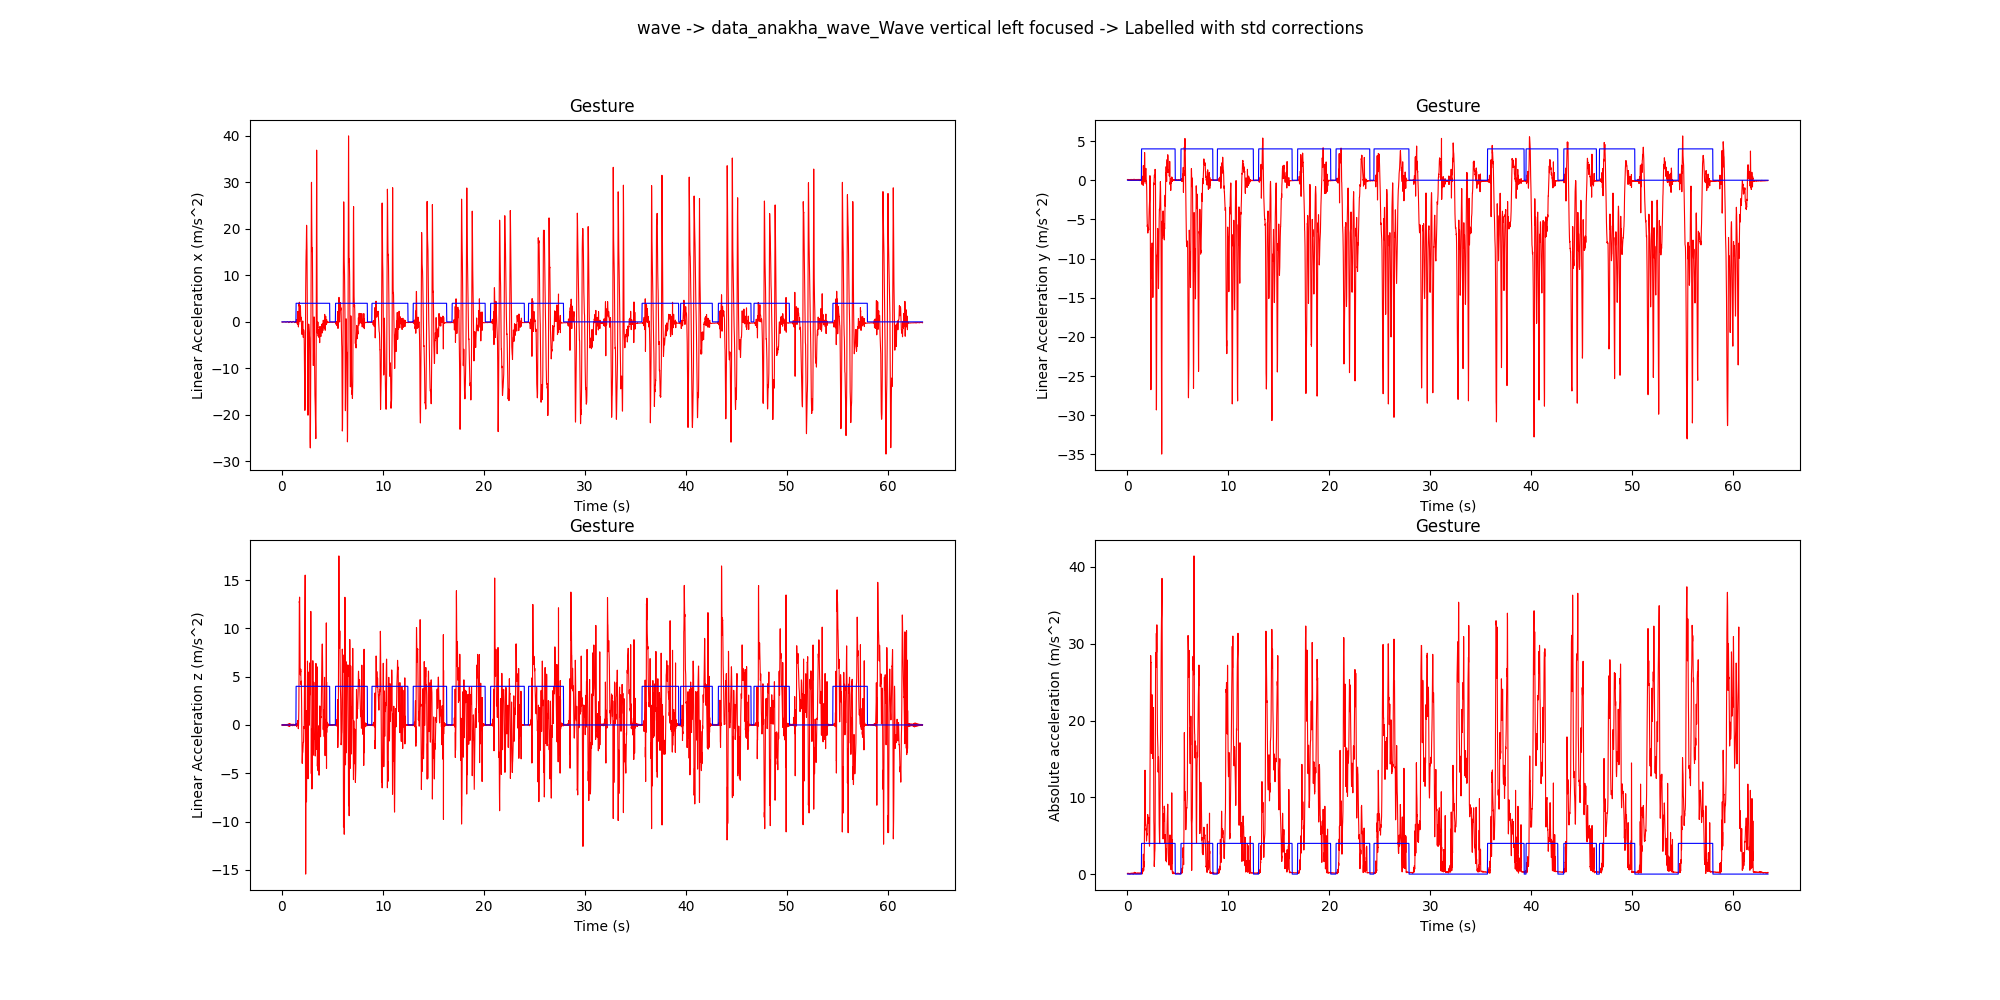 wave -> data_anakha_wave_Wave vertical left focused -> Labelled with std corrections
Gesture
Linear Acceleration x (m/s^2)
40
30
20
10
0
−10
−20
−30
0 10 20 30 40 50 60
Time (s)
Gesture
Linear Acceleration y (m/s^2)
5
0
−5
−10
−15
−20
−25
−30
−35
0 10 20 30 40 50 60
Time (s)
Gesture
Linear Acceleration z (m/s^2)
15
10
5
0
−5
−10
−15
0 10 20 30 40 50 60
Time (s)
Gesture
Absolute acceleration (m/s^2)
40
30
20
10
0
0 10 20 30 40 50 60
Time (s)